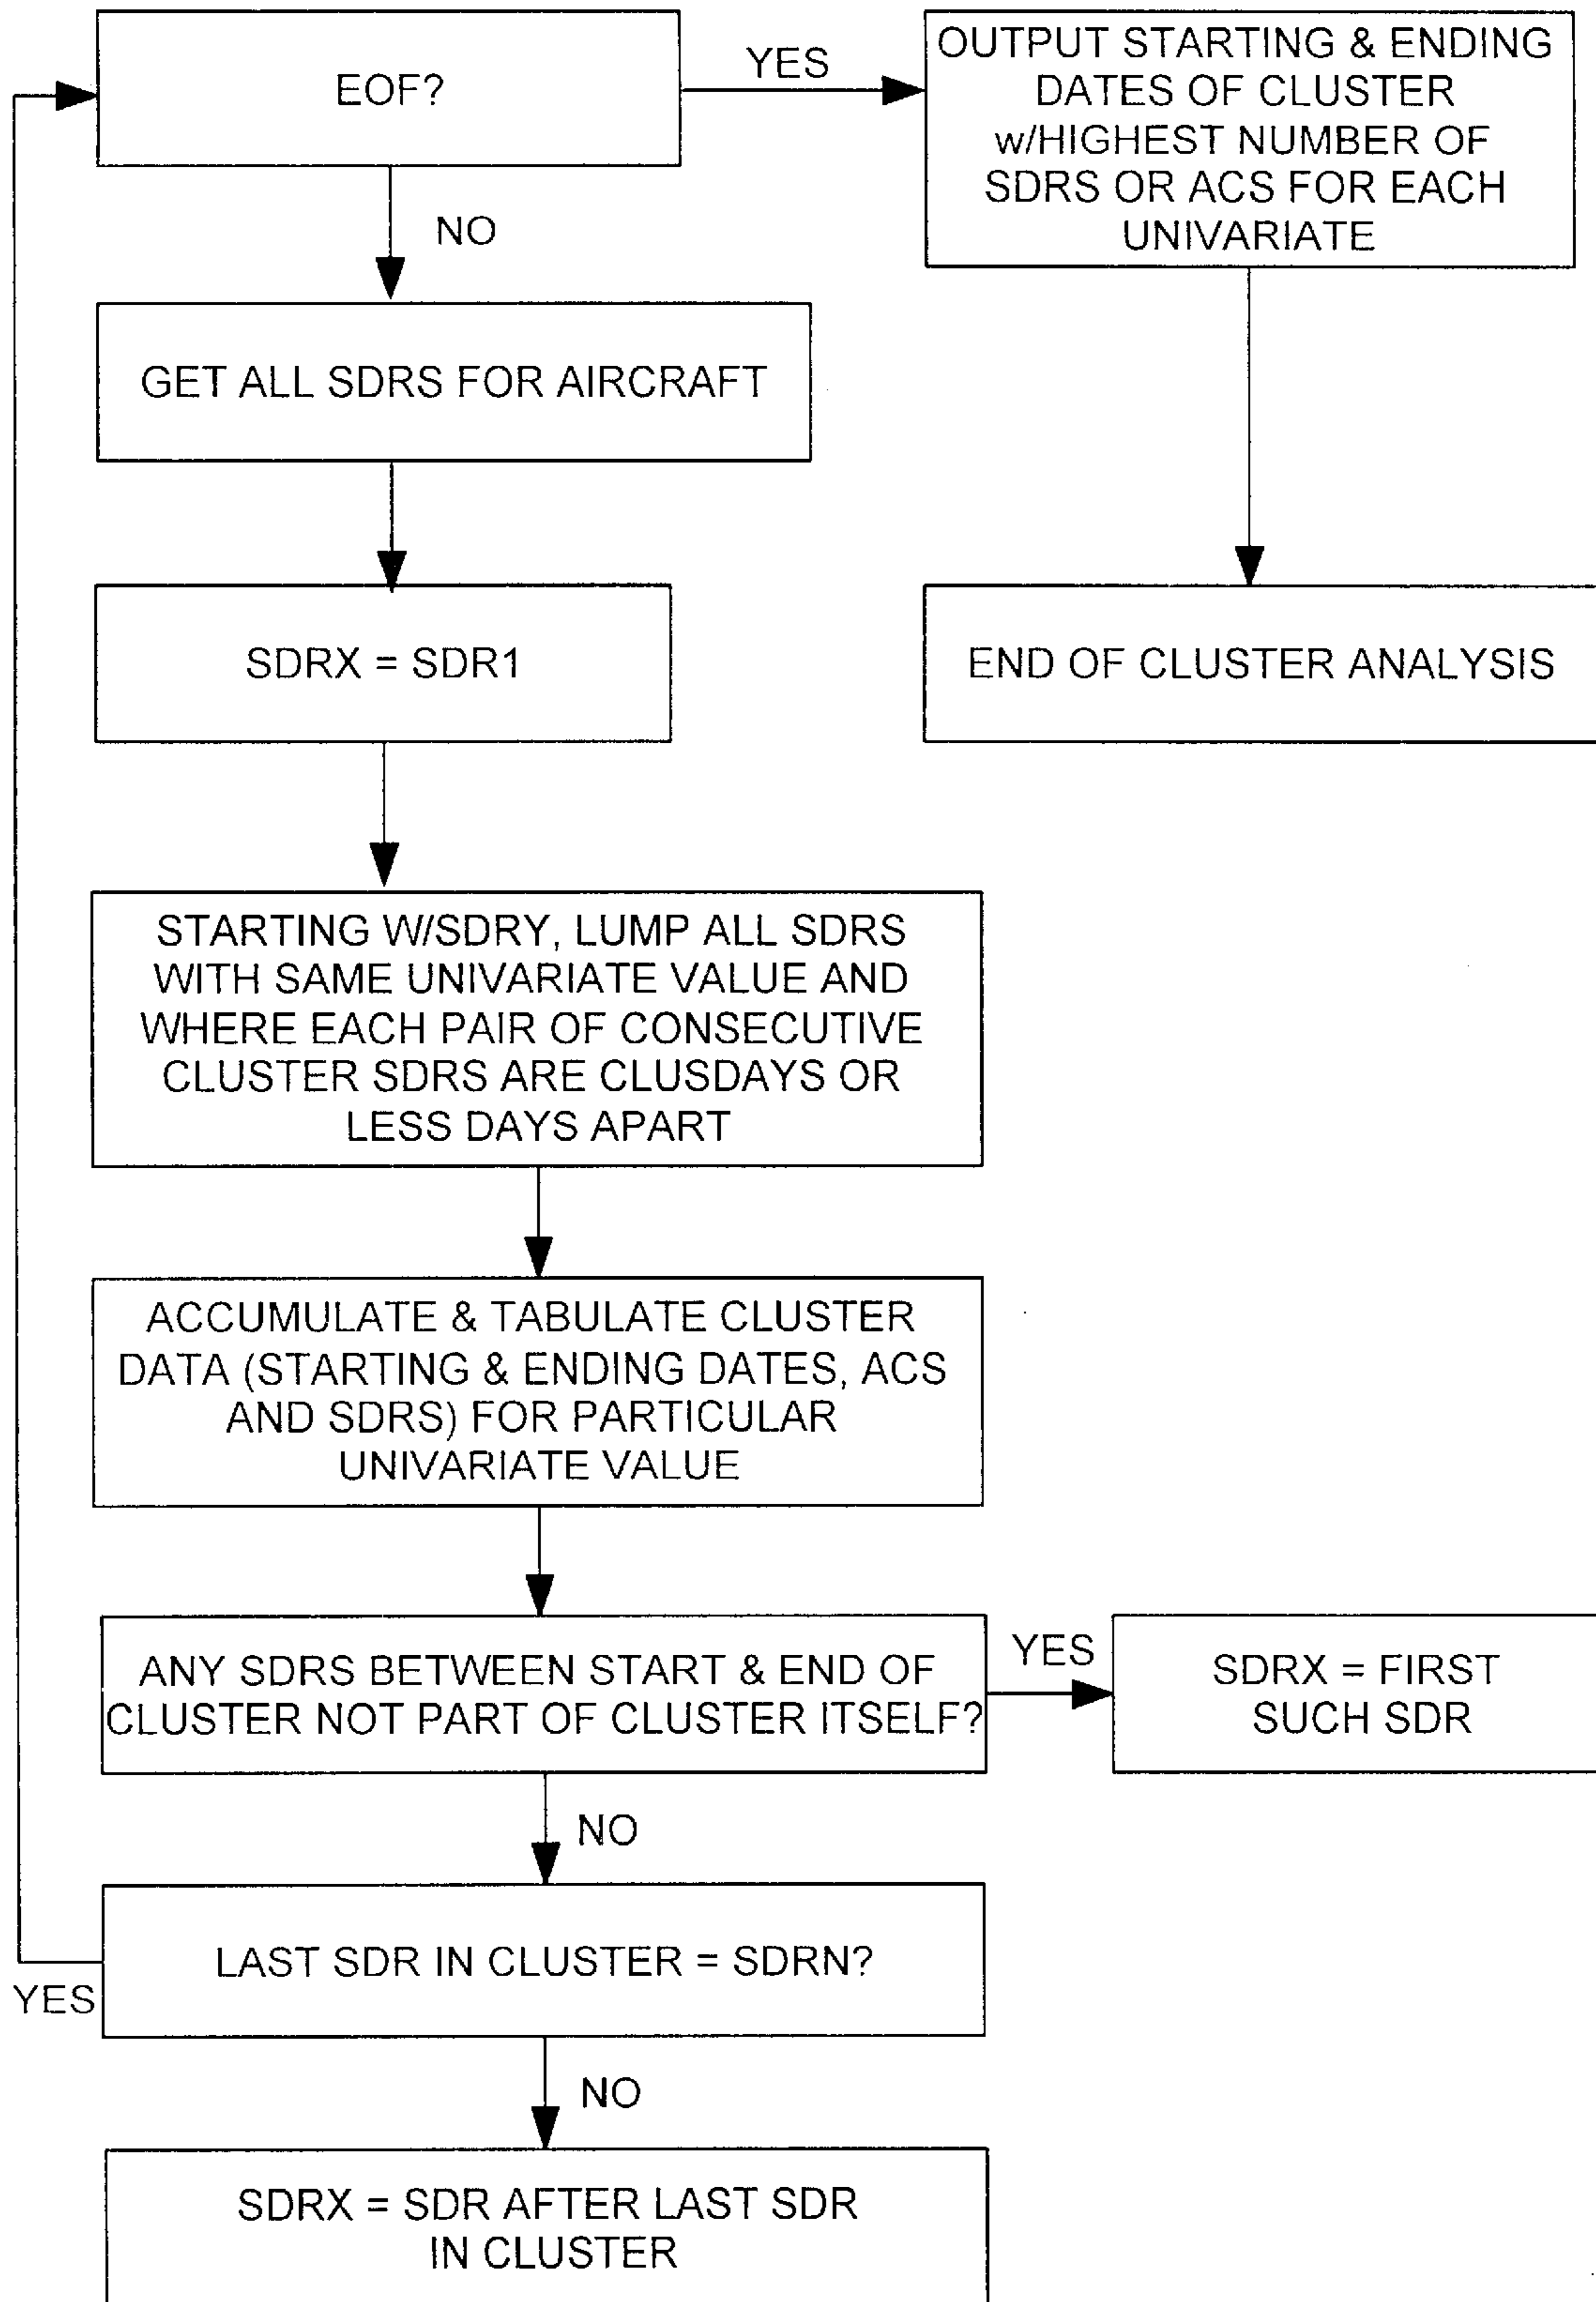 EOF?
YES
OUTPUT STARTING & ENDING
DATES OF CLUSTER
w/HIGHEST NUMBER OF
SDRS OR ACS FOR EACH
UNIVARIATE
NO
GET ALL SDRS FOR AIRCRAFT
SDRX = SDR1
END OF CLUSTER ANALYSIS
STARTING W/SDRY, LUMP ALL SDRS
WITH SAME UNIVARIATE VALUE AND
WHERE EACH PAIR OF CONSECUTIVE
CLUSTER SDRS ARE CLUSDAYS OR
LESS DAYS APART
ACCUMULATE & TABULATE CLUSTER
DATA (STARTING & ENDING DATES, ACS
AND SDRS) FOR PARTICULAR
UNIVARIATE VALUE
ANY SDRS BETWEEN START & END OF
CLUSTER NOT PART OF CLUSTER ITSELF?
YES
SDRX = FIRST
SUCH SDR
NO
LAST SDR IN CLUSTER = SDRN?
YES
NO
SDRX = SDR AFTER LAST SDR
IN CLUSTER